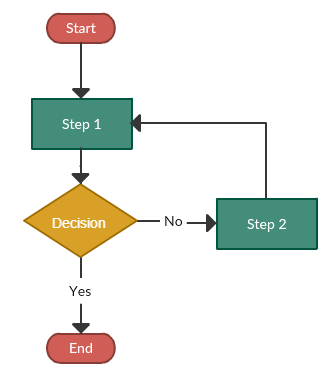 Start
Step 1
Decision
No
Step 2
Yes
End